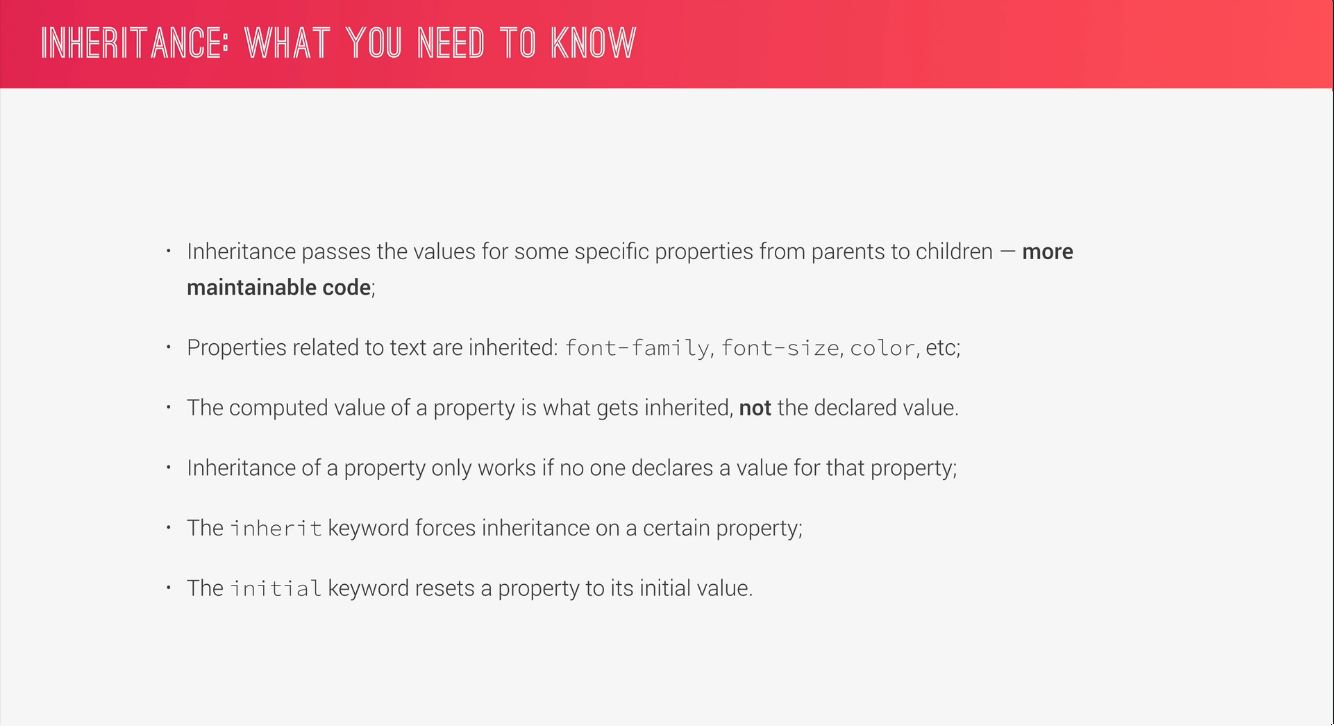 INHERITANCE: WHAT YOU NEED TO KNOW
• Inheritance passes the values for some specific properties from parents to children — more
maintainable code;
• Properties related to text are inherited: font-family, font-size, color, etc;
• The computed value of a property is what gets inherited, not the declared value.
• Inheritance of a property only works if no one declares a value for that property;
• The inherit keyword forces inheritance on a certain property;
• The initial keyword resets a property to its initial value.